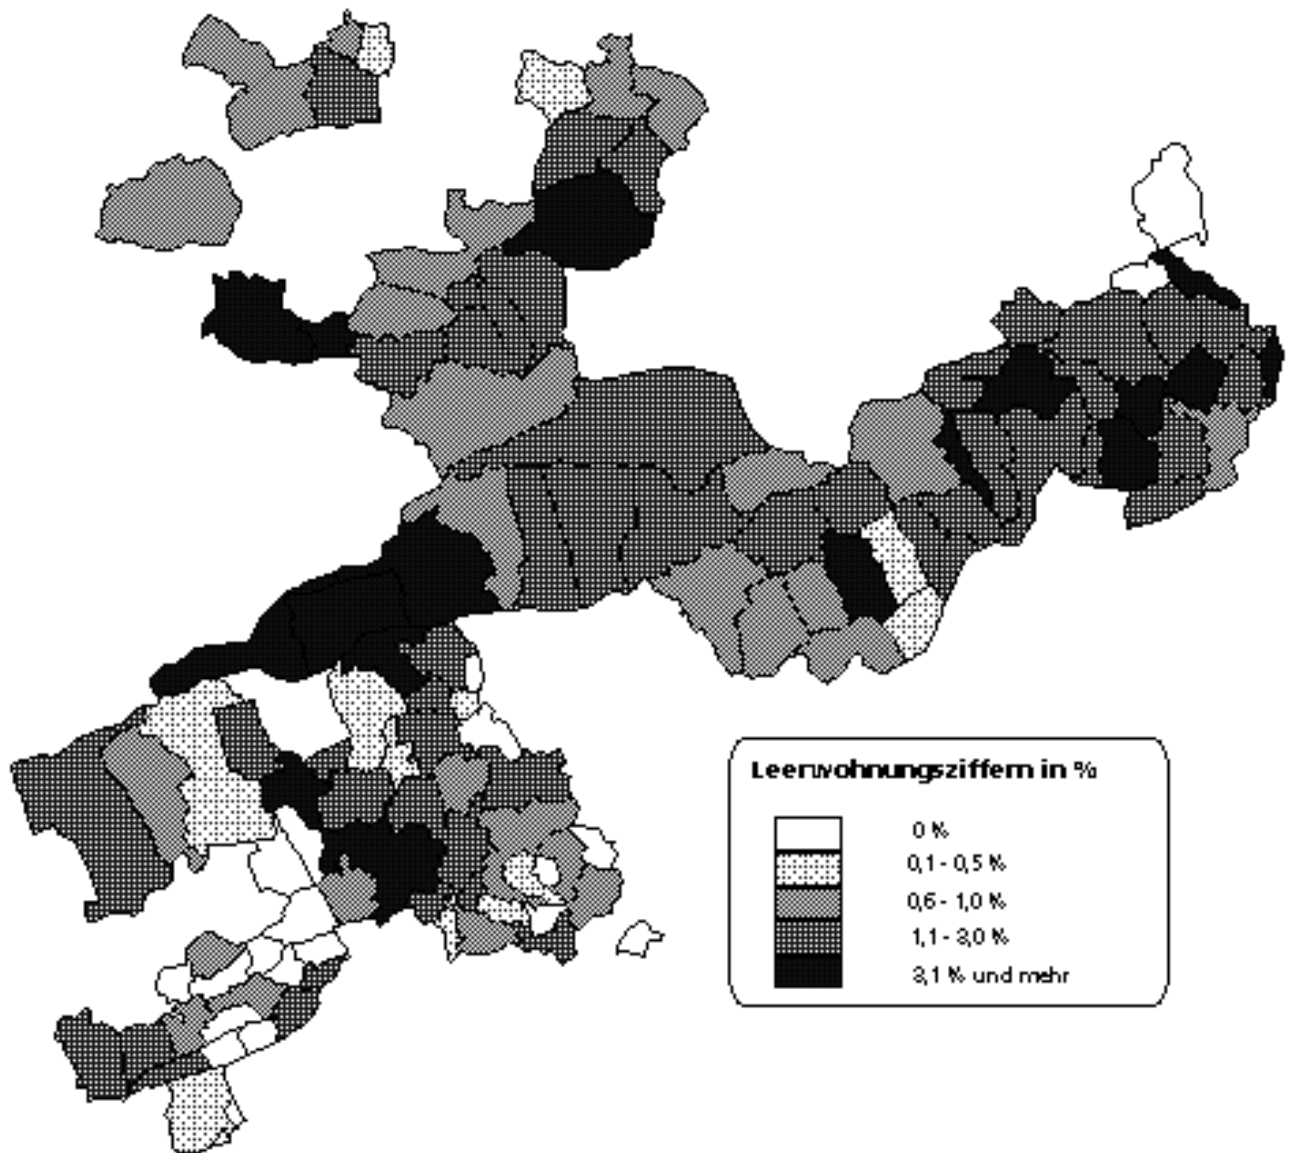 Leerwohnungsziffern in %
0 %
0,1 - 0,5 %
0,6 - 1,0 %
1,1 - 3,0 %
3,1 % und mehr